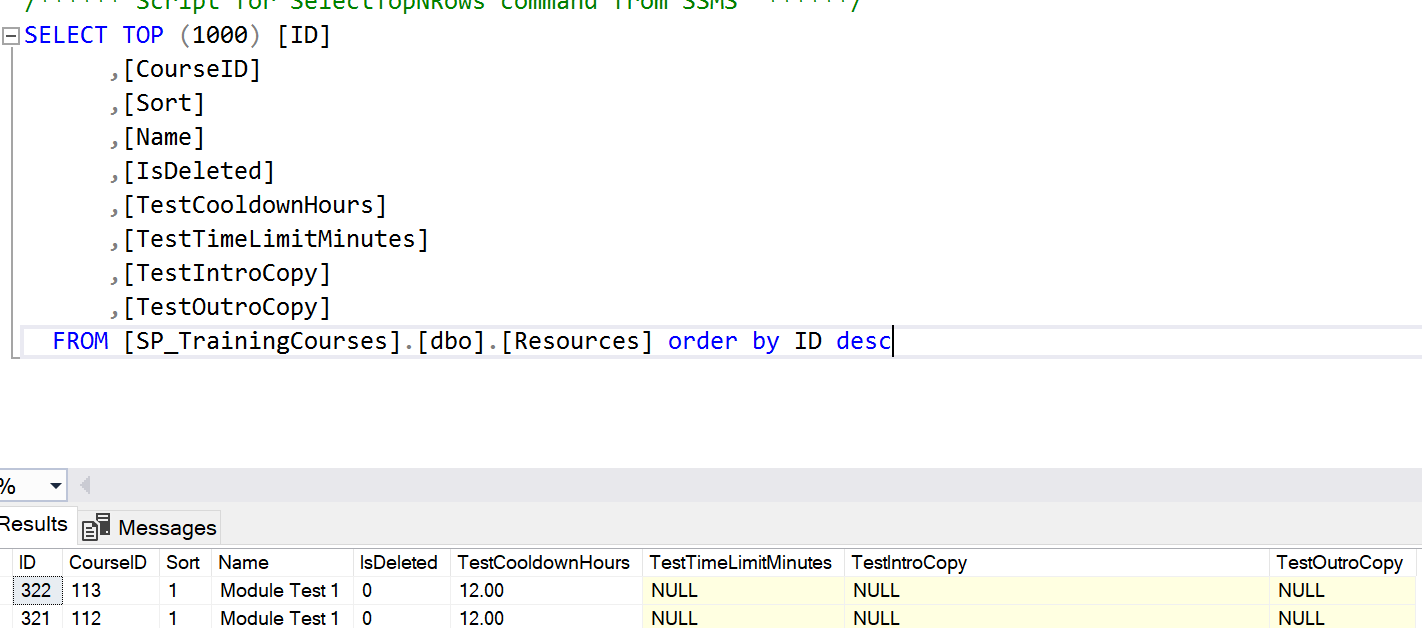 /****** Script for SelectTopNRows command from SSMS ******/
SELECT TOP (1000) [ID]
,[CourseID]
,[Sort]
,[Name]
,[IsDeleted]
,[TestCooldownHours]
,[TestTimeLimitMinutes]
,[TestIntroCopy]
,[TestOutroCopy]
FROM [SP_TrainingCourses].[dbo].[Resources] order by ID desc
%
Results Messages
ID CourseID Sort Name IsDeleted TestCooldownHours TestTimeLimitMinutes TestIntroCopy TestOutroCopy
322 113 1 Module Test 1 0 12.00 NULL NULL NULL
321 112 1 Module Test 1 0 12.00 NULL NULL NULL